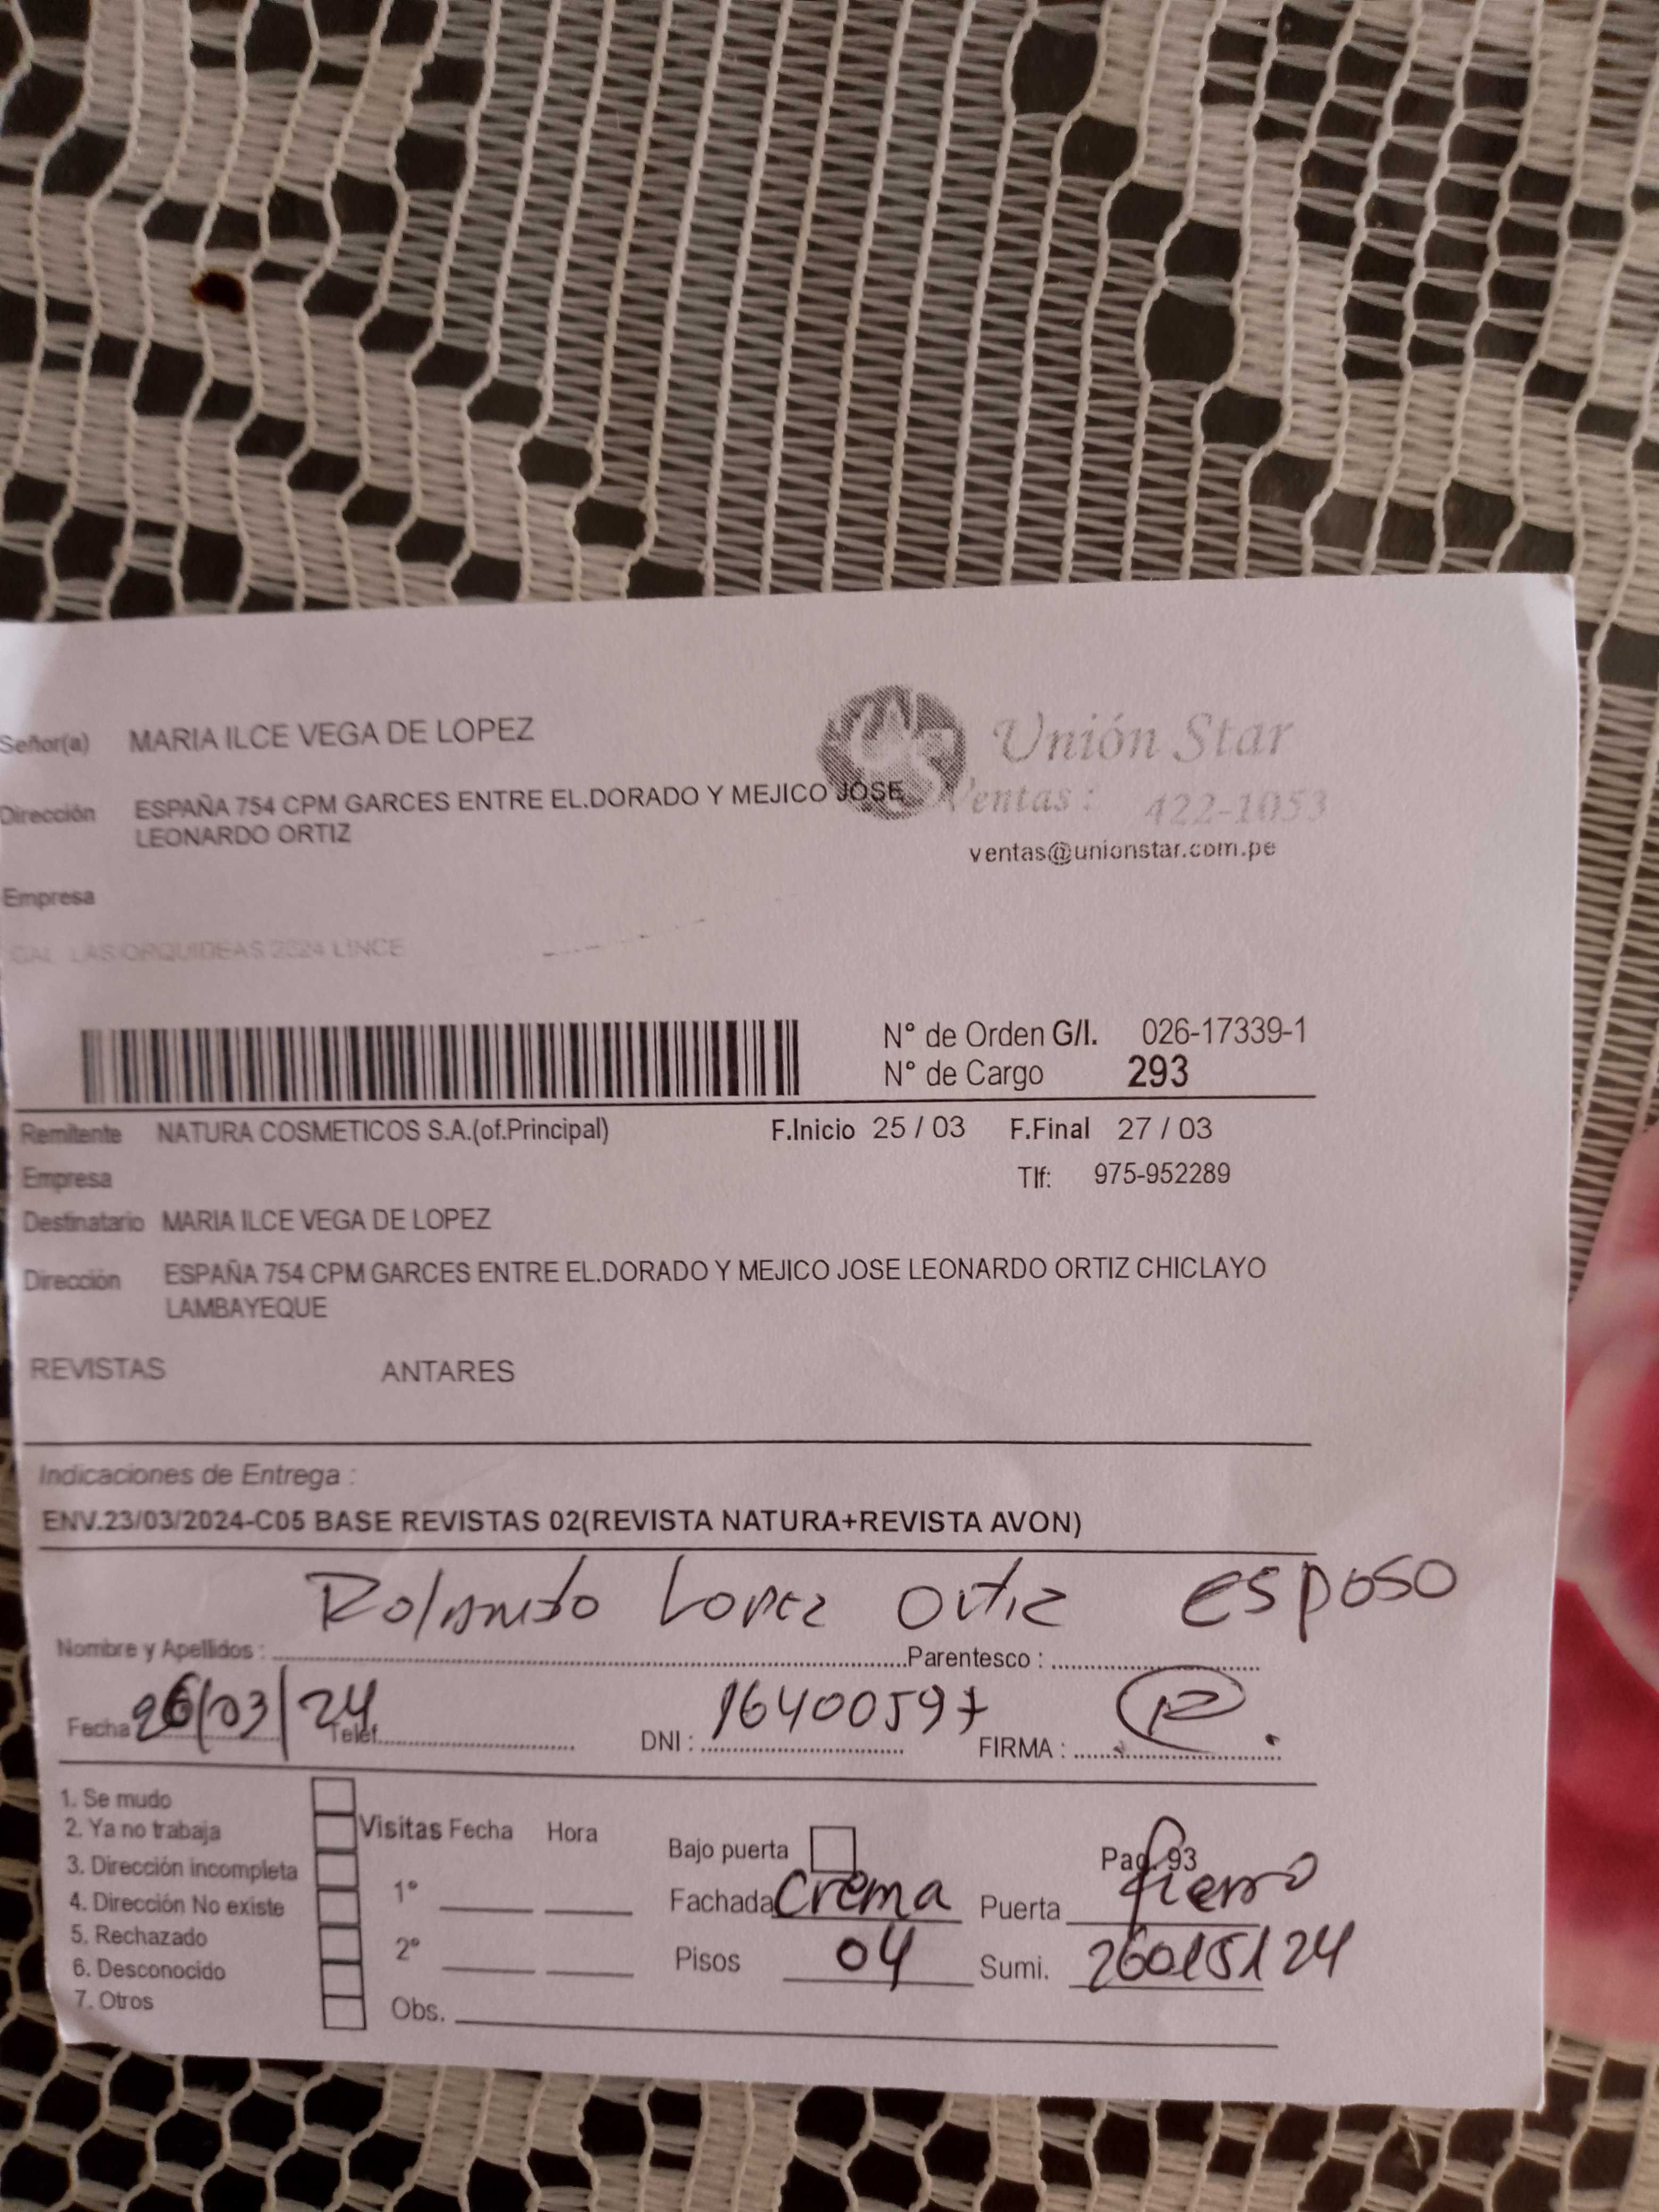 Señor(a) MARIA ILCE VEGA DE LOPEZ
Unión Star
Dirección ESPAÑA 754 CPM GARCES ENTRE EL.DORADO Y MEJICO JOSE
LEONARDO ORTIZ
Ventas: 422-1053
ventas@unionstar.com.pe
Empresa
CAL. LAS ORQUIDEAS 2024 LINCE
N° de Orden G/I. 026-17339-1
N° de Cargo 293
Remitente NATURA COSMETICOS S.A.(of.Principal) F.Inicio 25 / 03 F.Final 27 / 03
Empresa Tlf: 975-952289
Destinatario MARIA ILCE VEGA DE LOPEZ
Dirección ESPAÑA 754 CPM GARCES ENTRE EL.DORADO Y MEJICO JOSE LEONARDO ORTIZ CHICLAYO
LAMBAYEQUE
REVISTAS ANTARES
Indicaciones de Entrega :
ENV.23/03/2024-C05 BASE REVISTAS 02(REVISTA NATURA+REVISTA AVON)
Rolando Lopez Ortiz esposo
Nombre y Apellidos : Parentesco :
Fecha 26/03/24 Telef. DNI : 16400597 FIRMA : R
1. Se mudo
2. Ya no trabaja
3. Dirección incompleta
4. Dirección No existe
5. Rechazado
6. Desconocido
7. Otros
Visitas Fecha Hora
1°
2°
Obs.
Bajo puerta Pag. 93
Fachada Crema Puerta fierro
Pisos 04 Sumi. 26015124